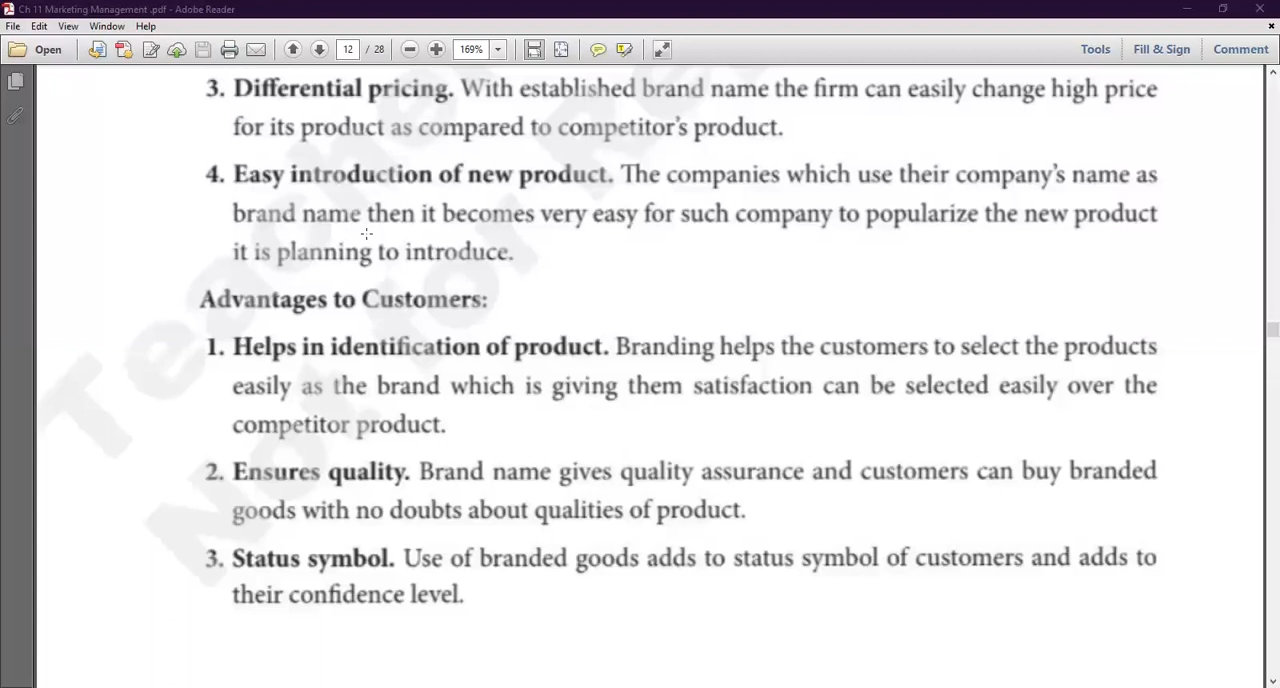 Ch 11 Marketing Management .pdf - Adobe Reader
File Edit View Window Help
Open 12 / 28 169% Tools Fill & Sign Comment
3. Differential pricing. With established brand name the firm can easily change high price
for its product as compared to competitor's product.
4. Easy introduction of new product. The companies which use their company's name as
brand name then it becomes very easy for such company to popularize the new product
it is planning to introduce.
Advantages to Customers:
1. Helps in identification of product. Branding helps the customers to select the products
easily as the brand which is giving them satisfaction can be selected easily over the
competitor product.
2. Ensures quality. Brand name gives quality assurance and customers can buy branded
goods with no doubts about qualities of product.
3. Status symbol. Use of branded goods adds to status symbol of customers and adds to
their confidence level.